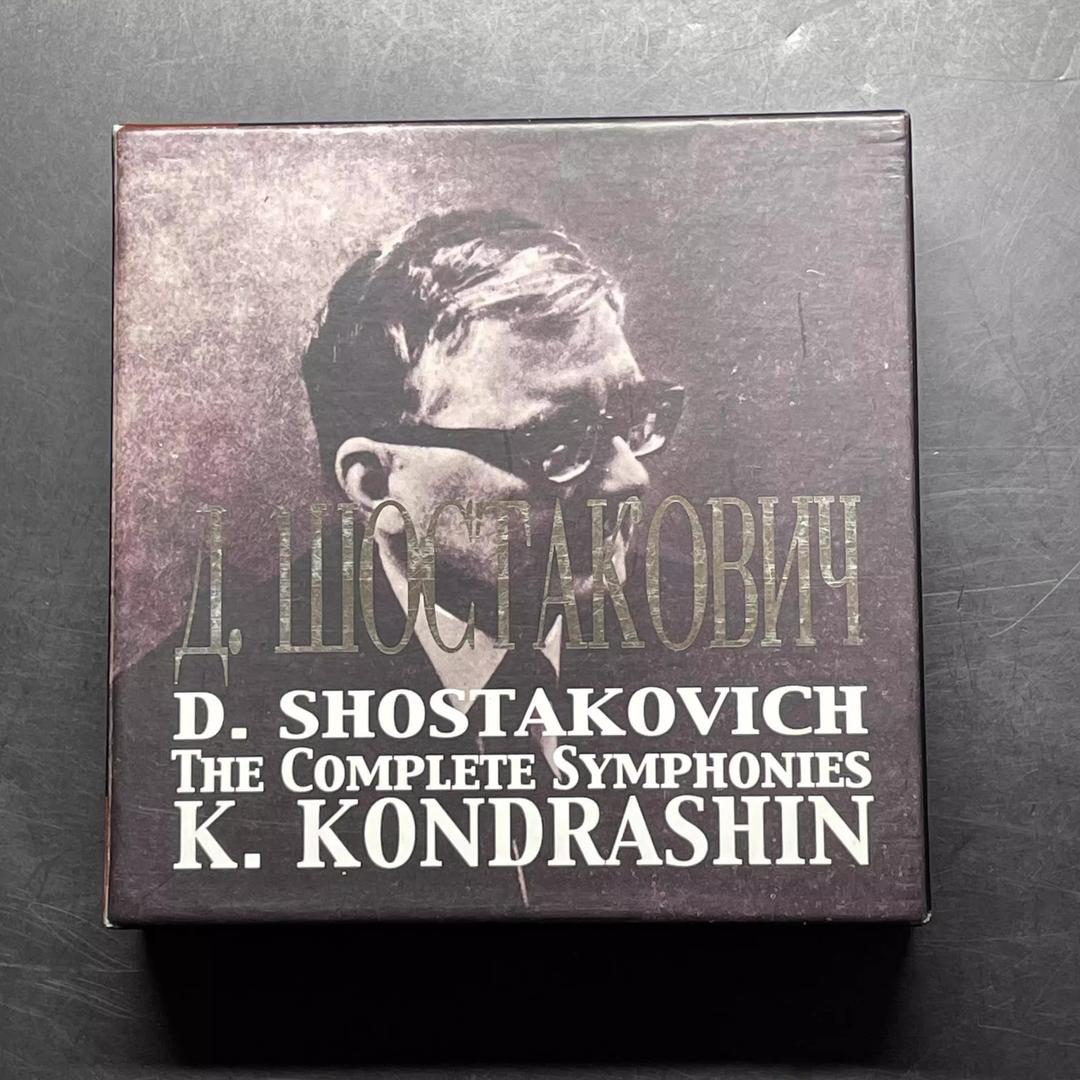 Д. ШОСТАКОВИЧ
D. SHOSTAKOVICH
THE COMPLETE SYMPHONIES
K. KONDRASHIN